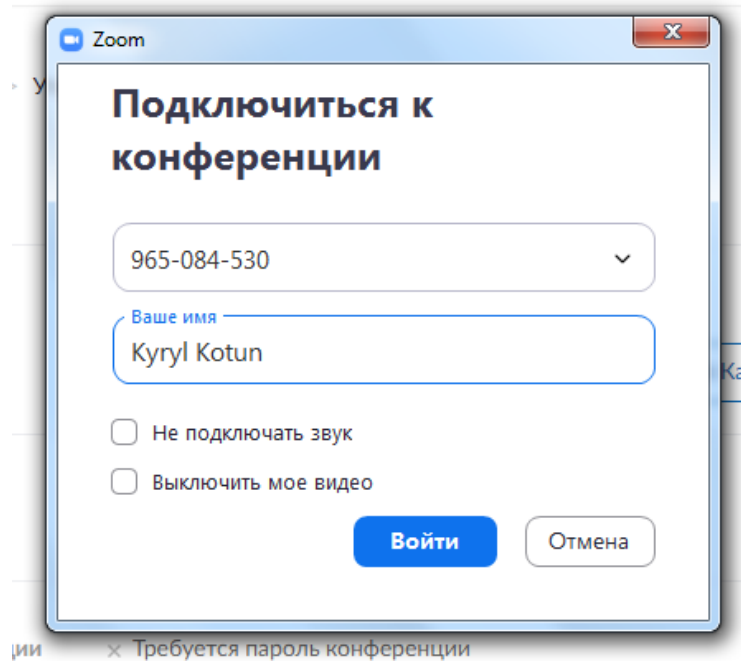 Zoom
Подключиться к
конференции
965-084-530
Ваше имя
Kyryl Kotun
Не подключать звук
Выключить мое видео
Войти
Отмена
Требуется пароль конференции